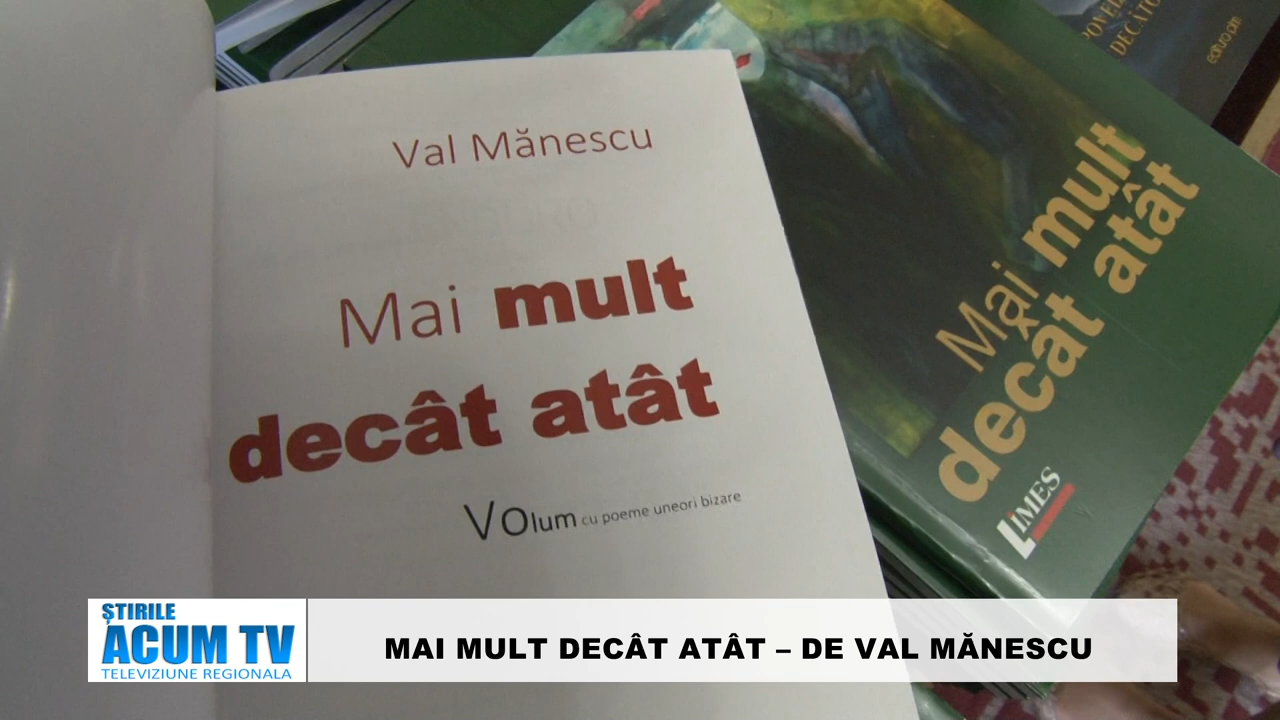 Val Mănescu
Mai mult
decât atât
Volum cu poeme uneori bizare
Mai mult
decât atât
LIMES
DECÂTO
ȘTIRILE
ACUM TV
TELEVIZIUNE REGIONALA
MAI MULT DECÂT ATÂT – DE VAL MĂNESCU